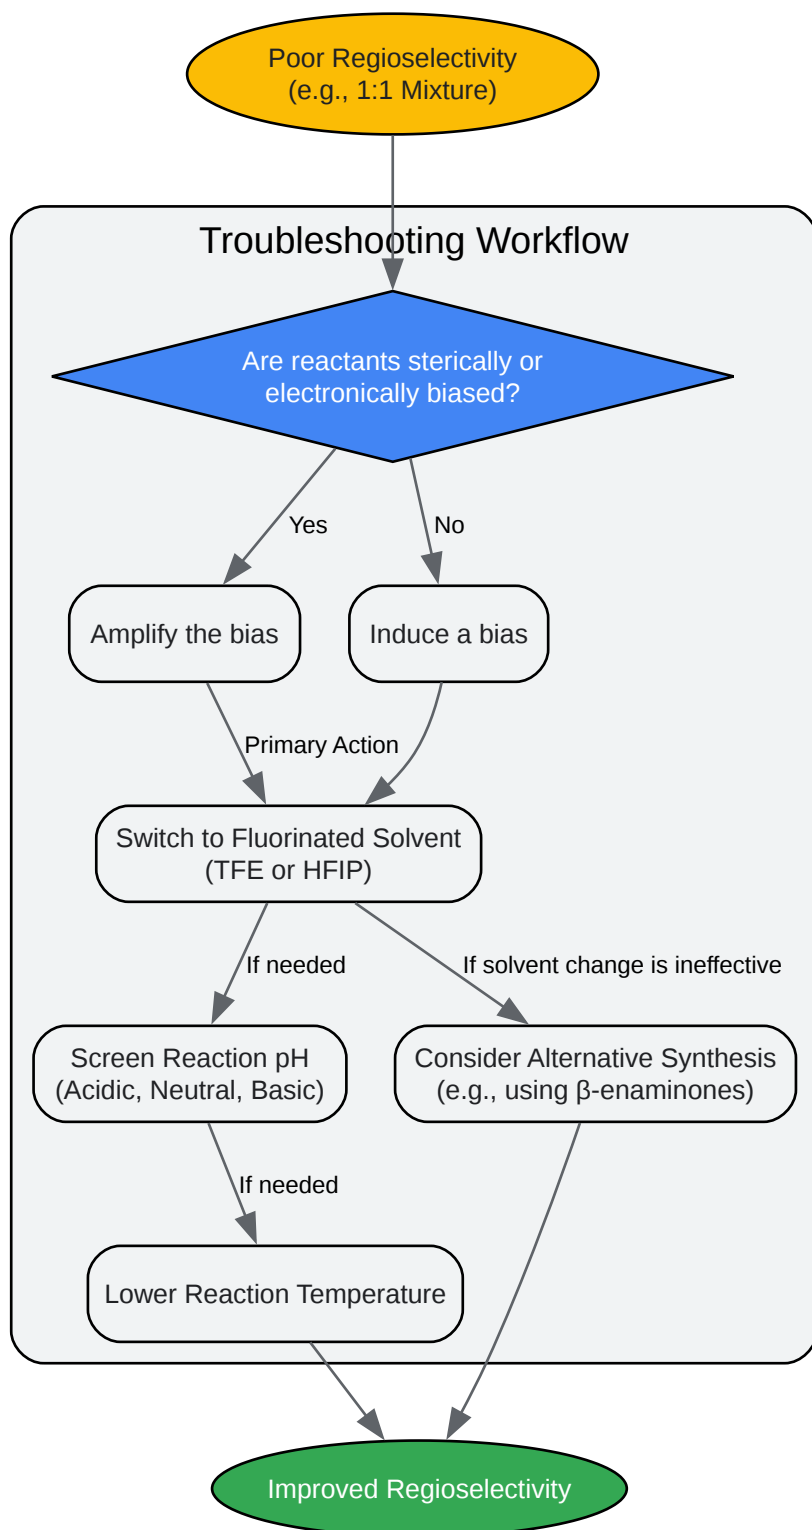 Poor Regioselectivity
(e.g., 1:1 Mixture)
Troubleshooting Workflow
Are reactants sterically or
electronically biased?
Yes
No
Amplify the bias
Induce a bias
Primary Action
Switch to Fluorinated Solvent
(TFE or HFIP)
If needed
If solvent change is ineffective
Screen Reaction pH
(Acidic, Neutral, Basic)
Consider Alternative Synthesis
(e.g., using β-enaminones)
If needed
Lower Reaction Temperature
Improved Regioselectivity